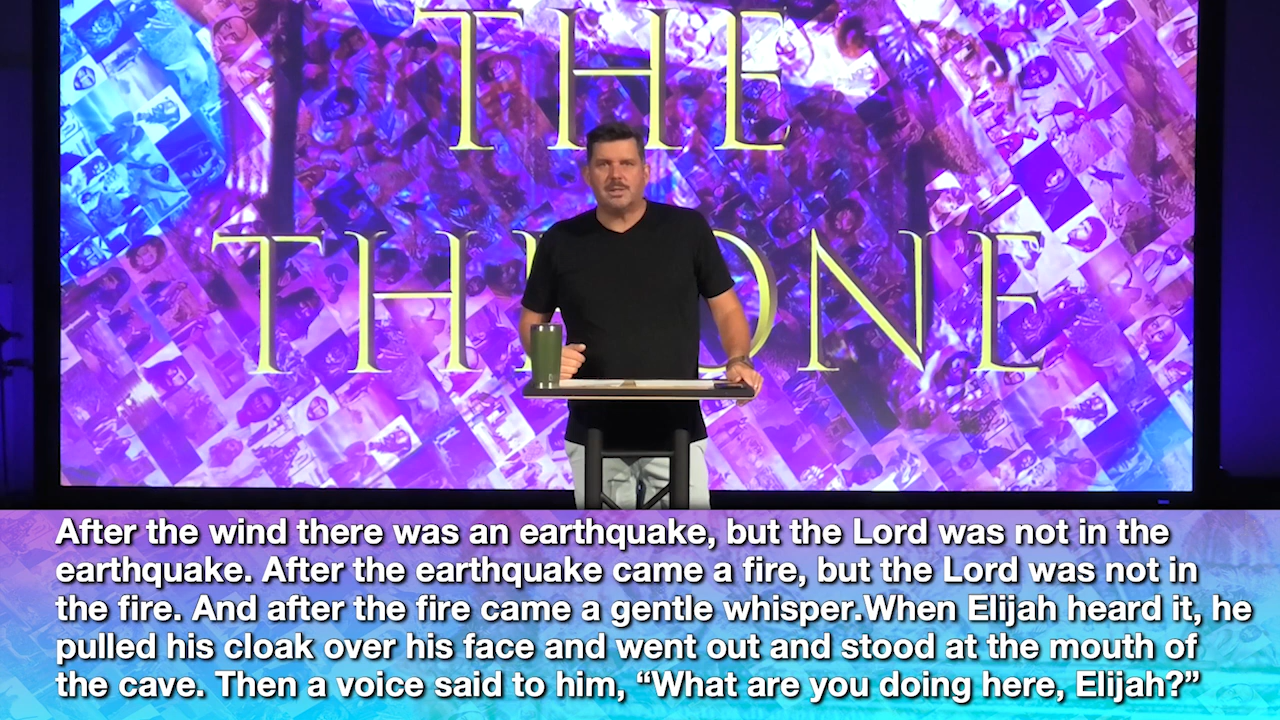 THE
THRONE
After the wind there was an earthquake, but the Lord was not in the
earthquake. After the earthquake came a fire, but the Lord was not in
the fire. And after the fire came a gentle whisper.When Elijah heard it, he
pulled his cloak over his face and went out and stood at the mouth of
the cave. Then a voice said to him, “What are you doing here, Elijah?”